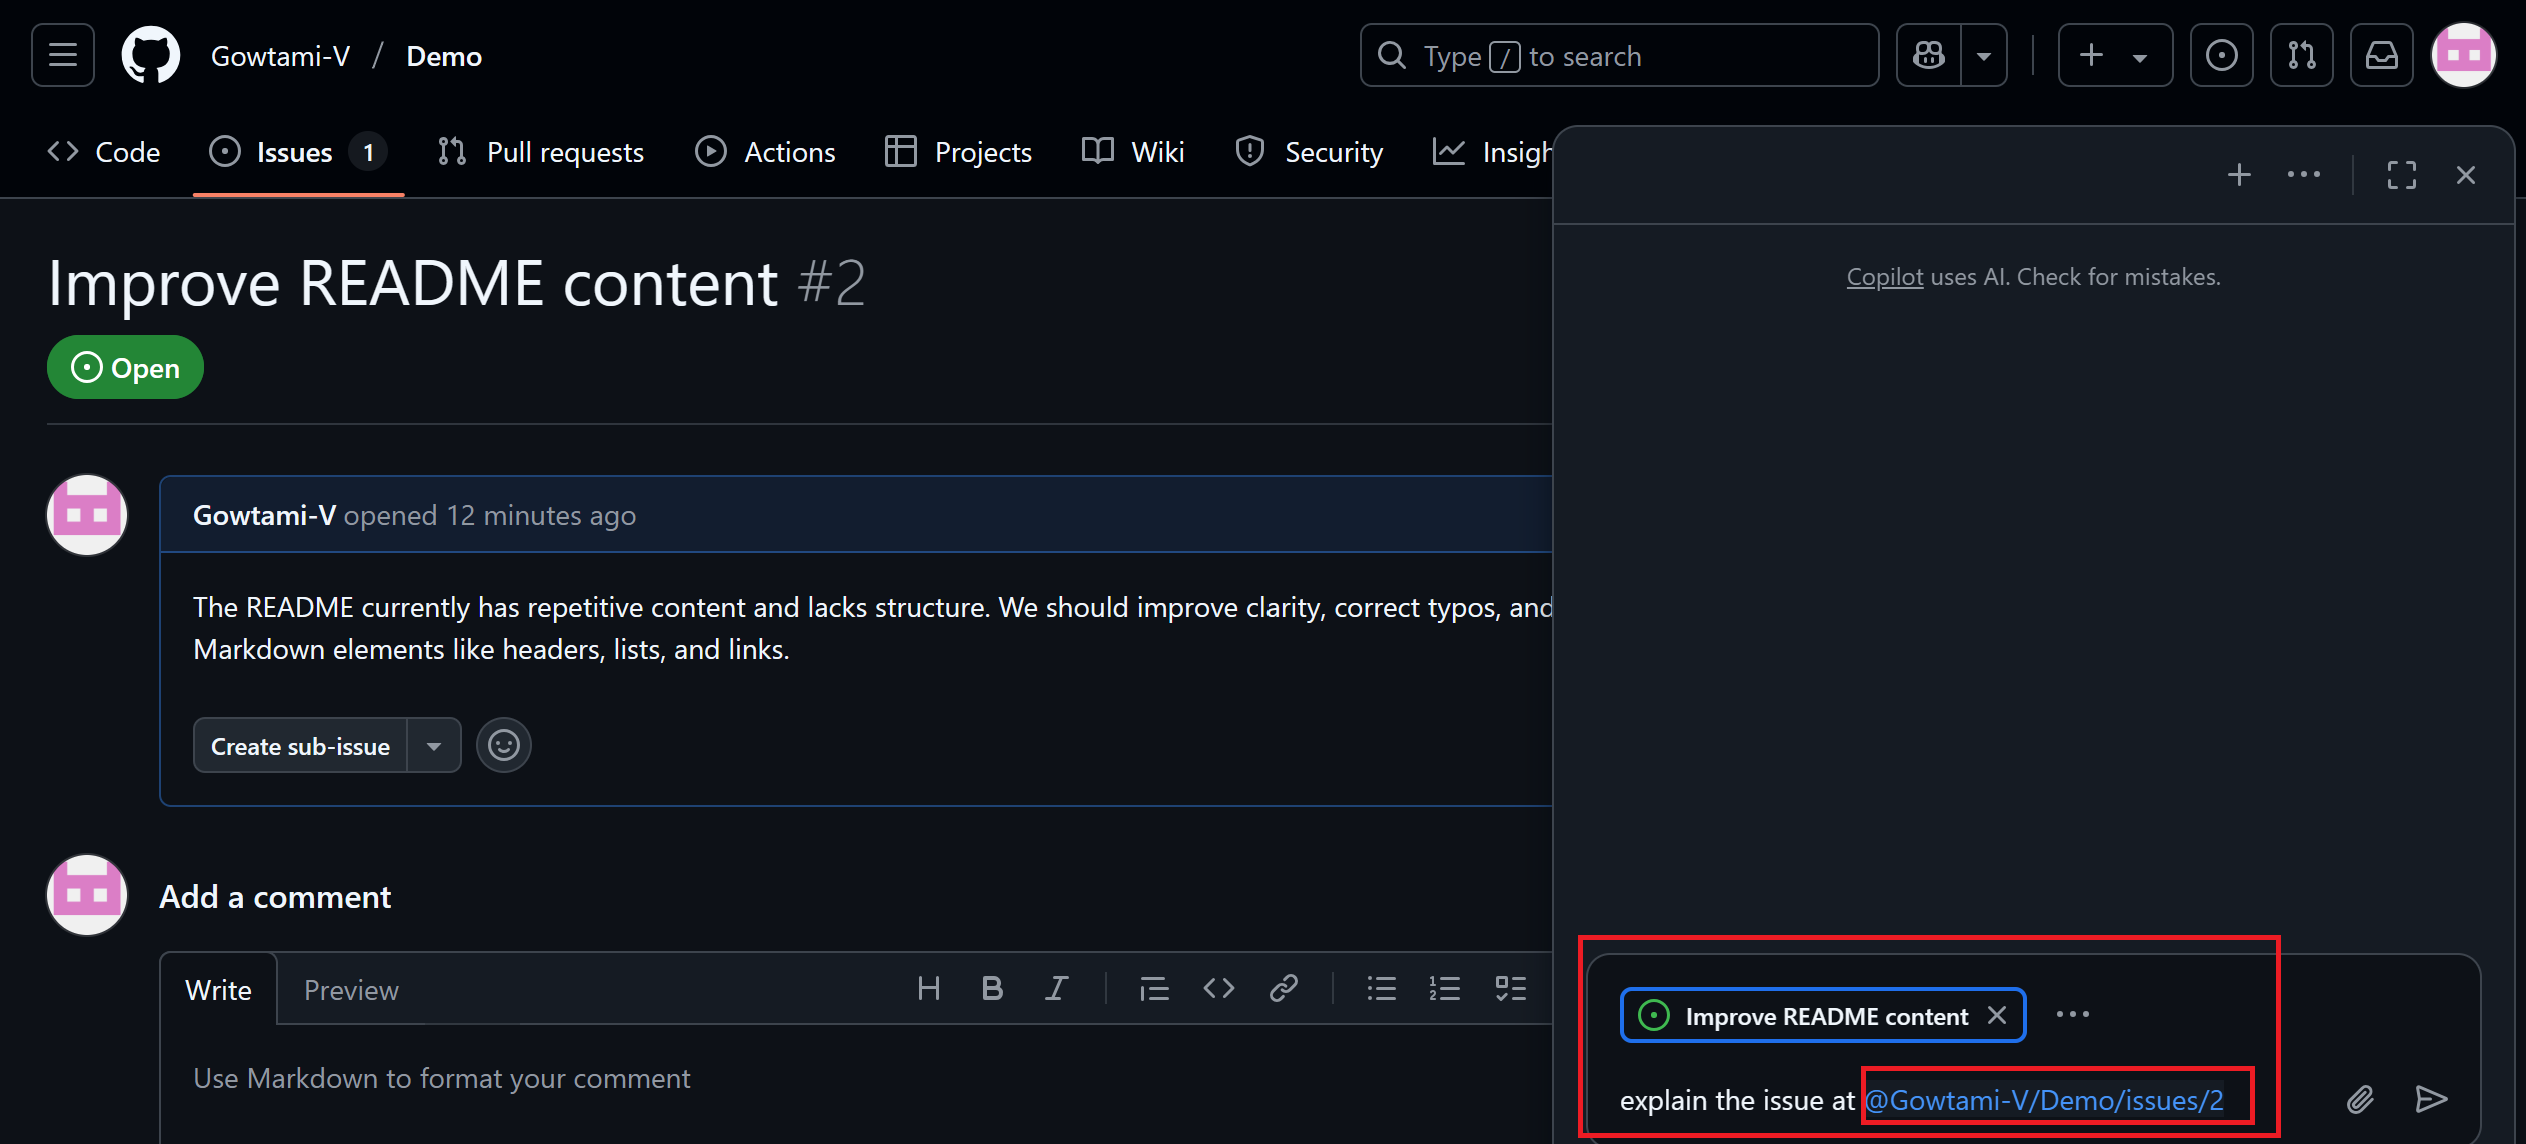 Gowtami-V / Demo
Type / to search
Code
Issues 1
Pull requests
Actions
Projects
Wiki
Security
Insigh
Improve README content #2
Open
Gowtami-V opened 12 minutes ago
The README currently has repetitive content and lacks structure. We should improve clarity, correct typos, and
Markdown elements like headers, lists, and links.
Create sub-issue
Add a comment
Write
Preview
Use Markdown to format your comment
Copilot uses AI. Check for mistakes.
Improve README content
explain the issue at @Gowtami-V/Demo/issues/2